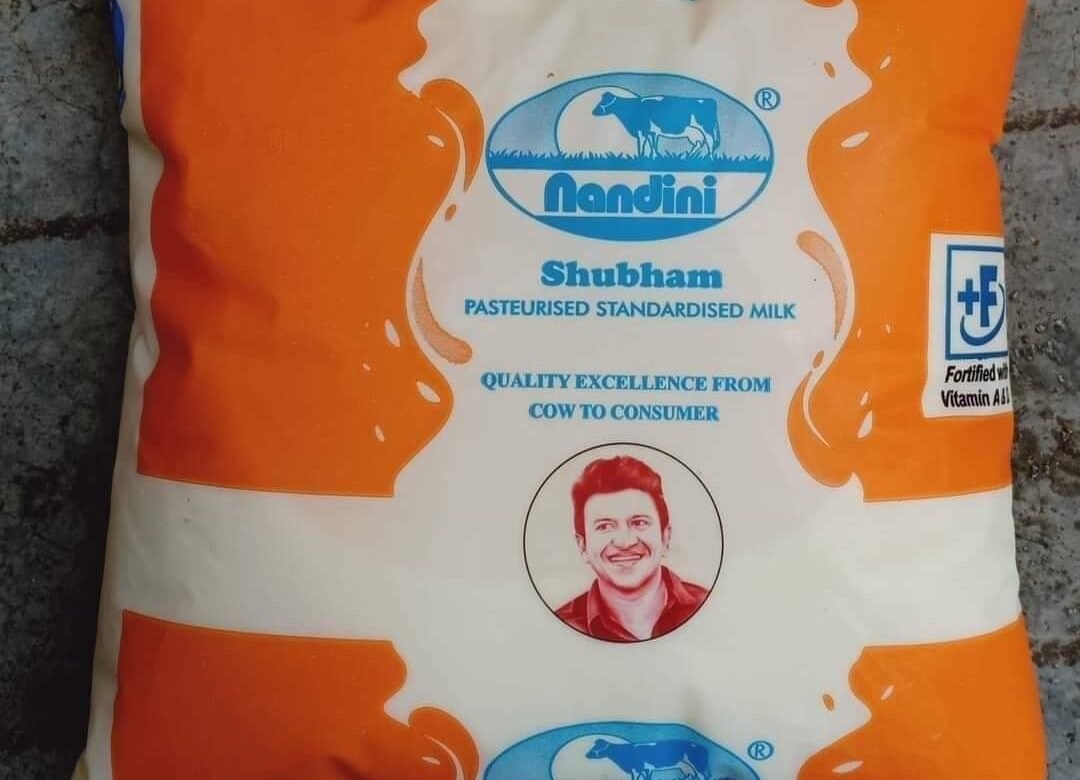 ®
Nandini
Shubham
PASTEURISED STANDARDISED MILK
QUALITY EXCELLENCE FROM
COW TO CONSUMER
+F
Fortified with
Vitamin A &
®